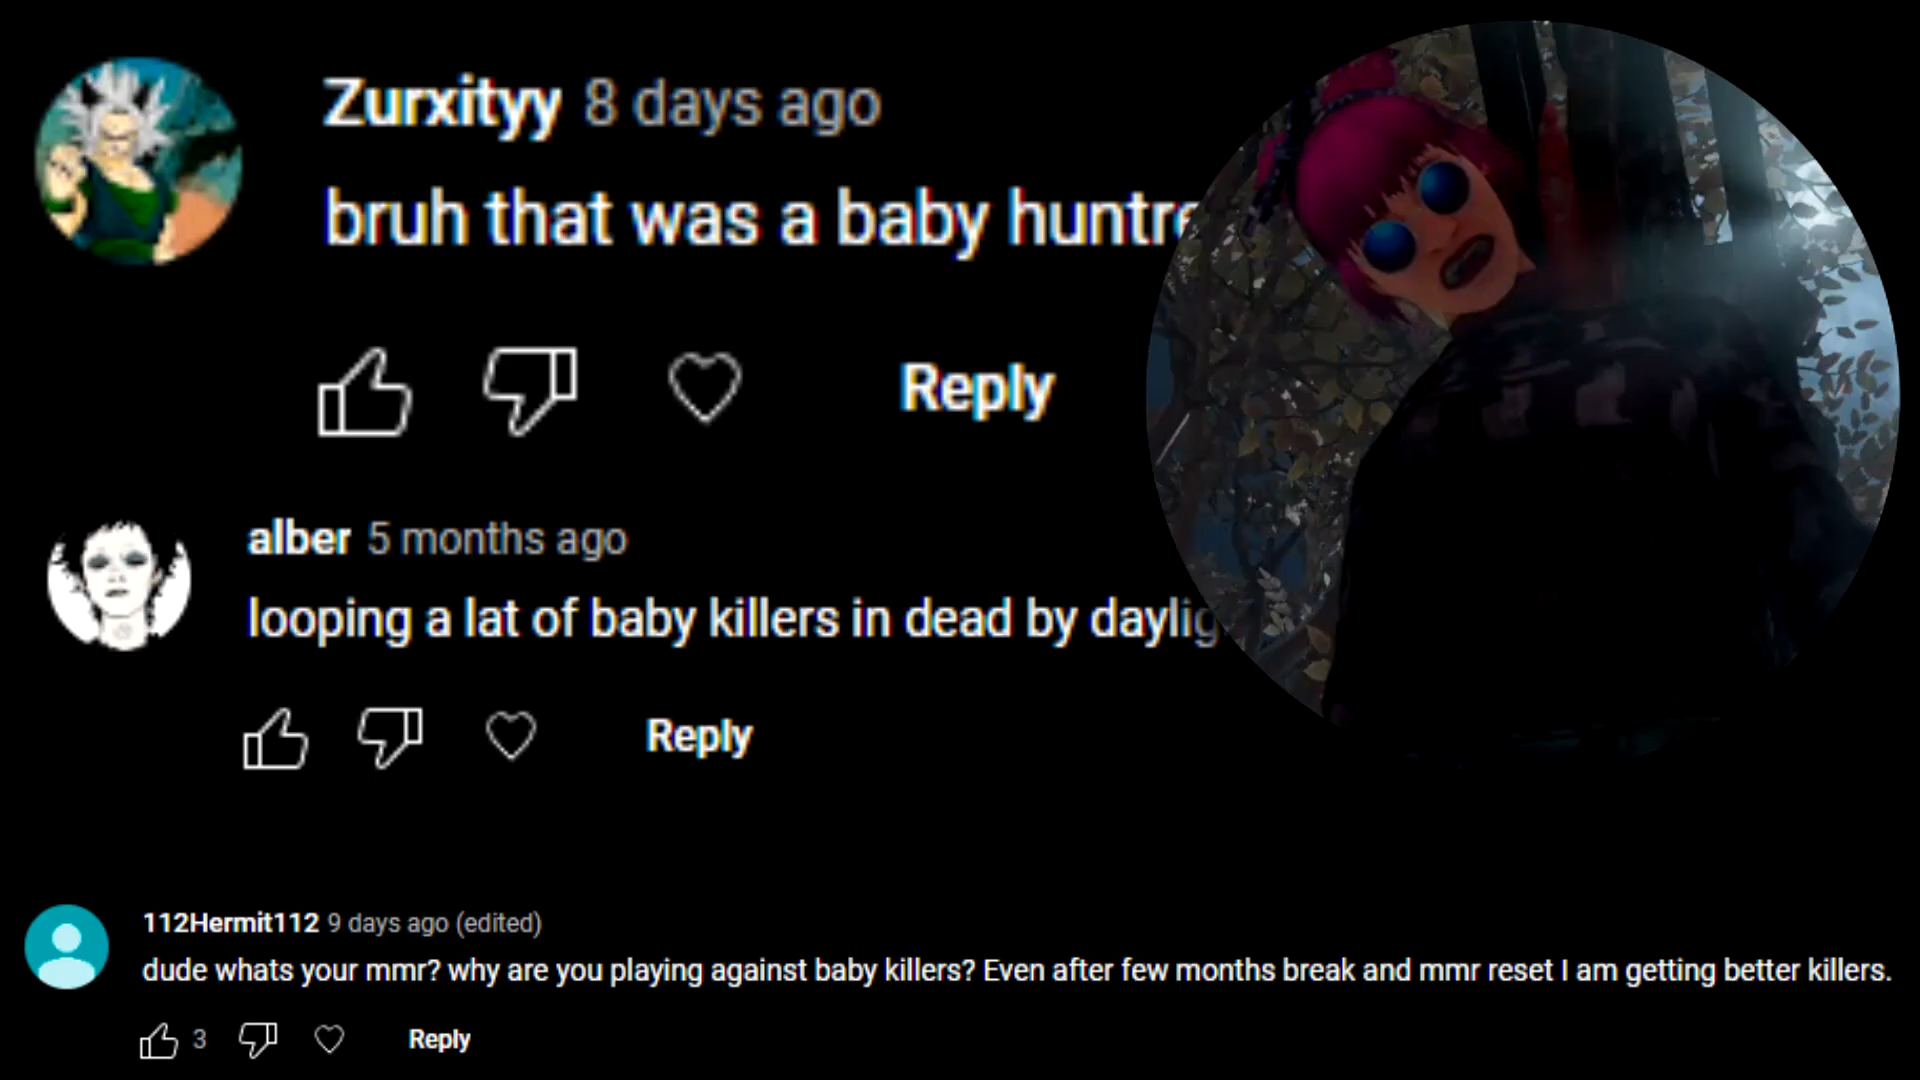 Zurxityy 8 days ago
bruh that was a baby huntre
Reply
alber 5 months ago
looping a lat of baby killers in dead by daylig
Reply
112Hermit112 9 days ago (edited)
dude whats your mmr? why are you playing against baby killers? Even after few months break and mmr reset I am getting better killers.
3
Reply